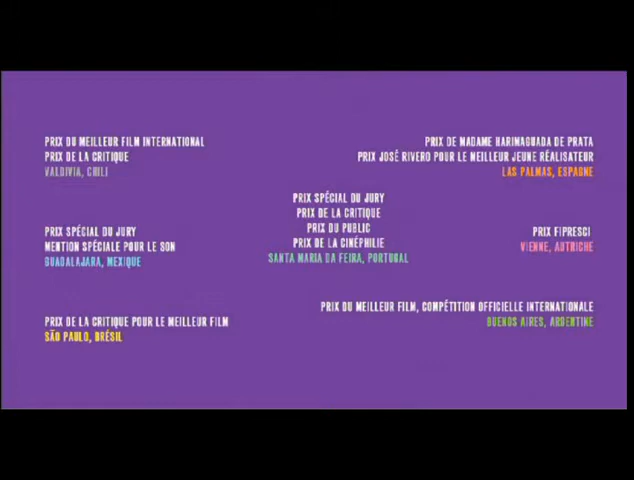 PRIX DU MEILLEUR FILM INTERNATIONAL
PRIX DE LA CRITIQUE
VALDIVIA, CHILI
PRIX DE MADAME HARIMAGUADA DE PRATA
PRIX JOSÉ RIVERO POUR LE MEILLEUR JEUNE RÉALISATEUR
LAS PALMAS, ESPAGNE
PRIX SPÉCIAL DU JURY
PRIX DE LA CRITIQUE
PRIX DU PUBLIC
PRIX DE LA CINÉPHILIE
SANTA MARIA DA FEIRA, PORTUGAL
PRIX SPÉCIAL DU JURY
MENTION SPÉCIALE POUR LE SON
GUADALAJARA, MEXIQUE
PRIX FIPRESCI
VIENNE, AUTRICHE
PRIX DU MEILLEUR FILM, COMPÉTITION OFFICIELLE INTERNATIONALE
BUENOS AIRES, ARGENTINE
PRIX DE LA CRITIQUE POUR LE MEILLEUR FILM
SÃO PAULO, BRÉSIL